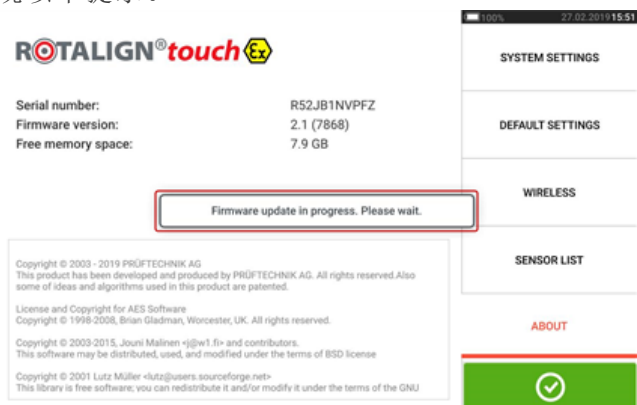 100% 27.02.2019 15:51
ROTALIGN® touch Ex
SYSTEM SETTINGS
Serial number: R52JB1NVPFZ
Firmware version: 2.1 (7868)
Free memory space: 7.9 GB
DEFAULT SETTINGS
WIRELESS
Firmware update in progress. Please wait.
SENSOR LIST
Copyright © 2003 - 2019 PRÜFTECHNIK AG
This product has been developed and produced by PRÜFTECHNIK AG. All rights reserved.Also
some of ideas and algorithms used in this product are patented.
License and Copyright for AES Software
Copyright © 1998-2008, Brian Gladman, Worcester, UK. All rights reserved.
Copyright © 2003-2015, Jouni Malinen <j@w1.fi> and contributors.
This software may be distributed, used, and modified under the terms of BSD license
ABOUT
Copyright © 2001 Lutz Müller <lutz@users.sourceforge.net>
This library is free software; you can redistribute it and/or modify it under the terms of the GNU